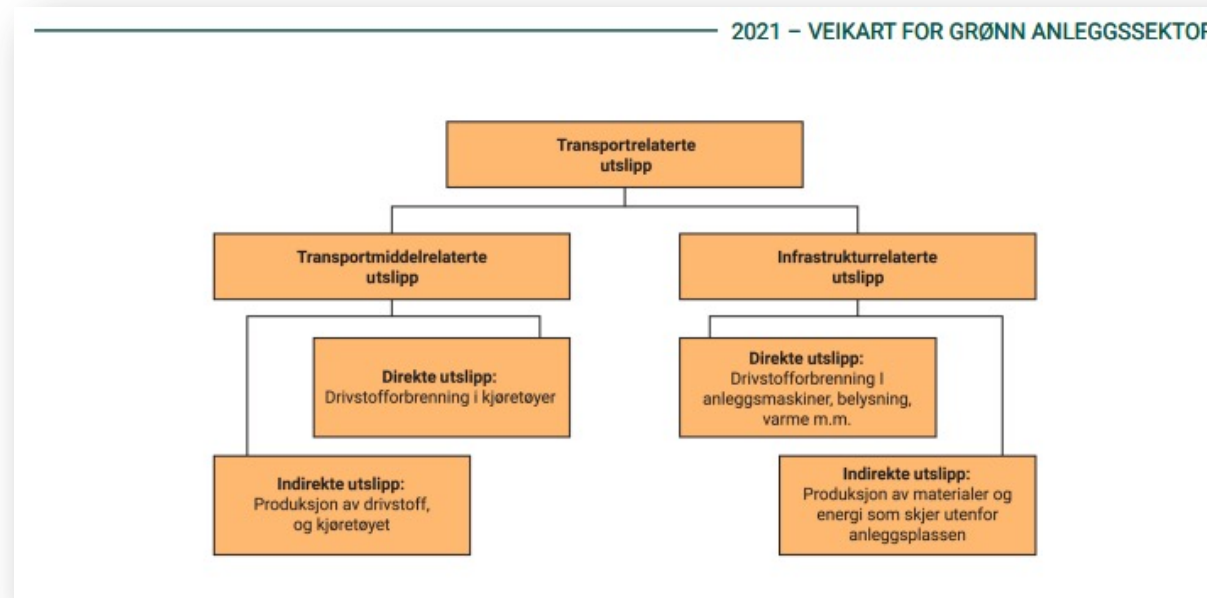 2021 – VEIKART FOR GRØNN ANLEGGSSEKTOR
Transportrelaterte
utslipp
Transportmiddelrelaterte
utslipp
Infrastrukturrelaterte
utslipp
Direkte utslipp:
Drivstofforbrenning i kjøretøyer
Direkte utslipp:
Drivstofforbrenning I
anleggsmaskiner, belysning,
varme m.m.
Indirekte utslipp:
Produksjon av drivstoff,
og kjøretøyet
Indirekte utslipp:
Produksjon av materialer og
energi som skjer utenfor
anleggsplassen